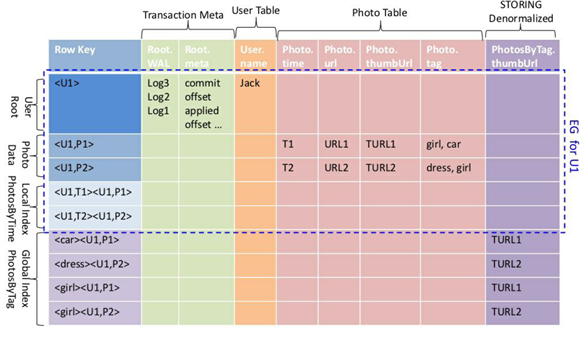 Transaction Meta User Table Photo Table STORING
Denormalized
Row Key Root. Root. User. Photo. Photo. Photo. Photo. PhotosByTag.
WAL meta name time url thumbUrl tag thumbUrl
<U1> Log3 commit Jack
Log2 offset
Log1 applied
offset ...
<U1,P1> T1 URL1 TURL1 girl, car
<U1,P2> T2 URL2 TURL2 dress, girl
<U1,T1><U1,P1>
<U1,T2><U1,P2>
<car><U1,P1> TURL1
<dress><U1,P2> TURL2
<girl><U1,P1> TURL1
<girl><U1,P2> TURL2
User
Root
Photo
Data
Local Index
PhotosByTime
Global Index
PhotosByTag
EG for U1